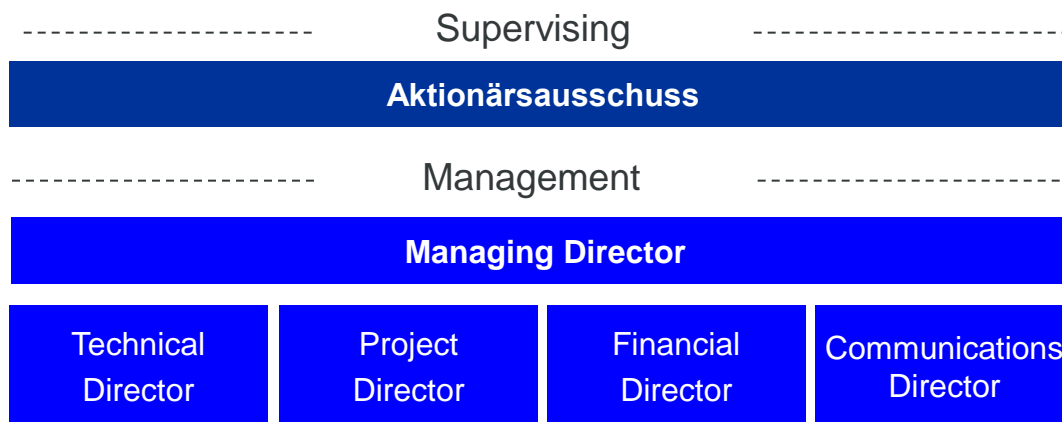 Supervising
Aktionärsausschuss
Management
Managing Director
Technical
Director
Project
Director
Financial
Director
Communications
Director